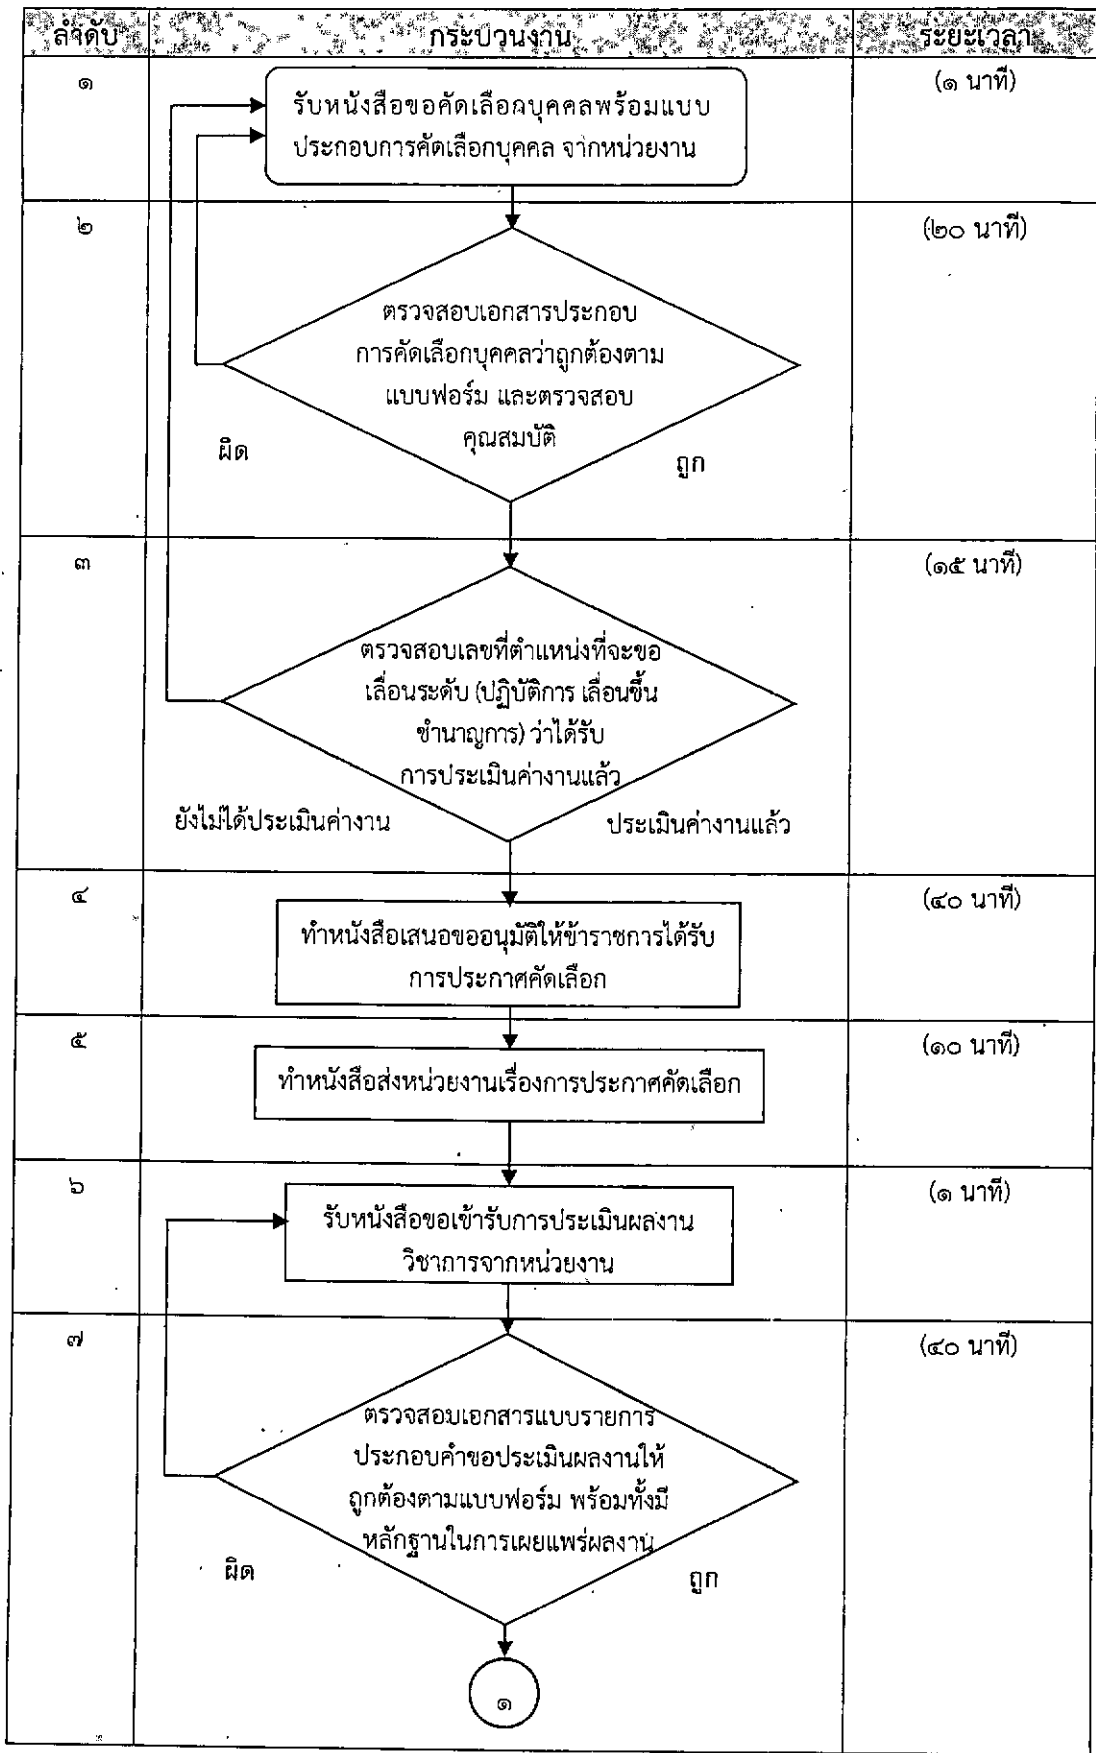 ลำดับ กระบวนงาน ระยะเวลา
๑ (๑ นาที)
รับหนังสือขอคัดเลือกบุคคลพร้อมแบบ
ประกอบการคัดเลือกบุคคล จากหน่วยงาน
๒ (๒๐ นาที)
ตรวจสอบเอกสารประกอบ
การคัดเลือกบุคคลว่าถูกต้องตาม
แบบฟอร์ม และตรวจสอบ
คุณสมบัติ
ผิด ถูก
๓ (๑๕ นาที)
ตรวจสอบเลขที่ตำแหน่งที่จะขอ
เลื่อนระดับ (ปฏิบัติการ เลื่อนขึ้น
ชำนาญการ) ว่าได้รับ
การประเมินค่างานแล้ว
ยังไม่ได้ประเมินค่างาน ประเมินค่างานแล้ว
๔ (๔๐ นาที)
ทำหนังสือเสนอขออนุมัติให้ข้าราชการได้รับ
การประกาศคัดเลือก
๕ (๑๐ นาที)
ทำหนังสือส่งหน่วยงานเรื่องการประกาศคัดเลือก
๖ (๑ นาที)
รับหนังสือขอเข้ารับการประเมินผลงาน
วิชาการจากหน่วยงาน
๗ (๔๐ นาที)
ตรวจสอบเอกสารแบบรายการ
ประกอบคำขอประเมินผลงานให้
ถูกต้องตามแบบฟอร์ม พร้อมทั้งมี
หลักฐานในการเผยแพร่ผลงาน
ผิด ถูก
๑